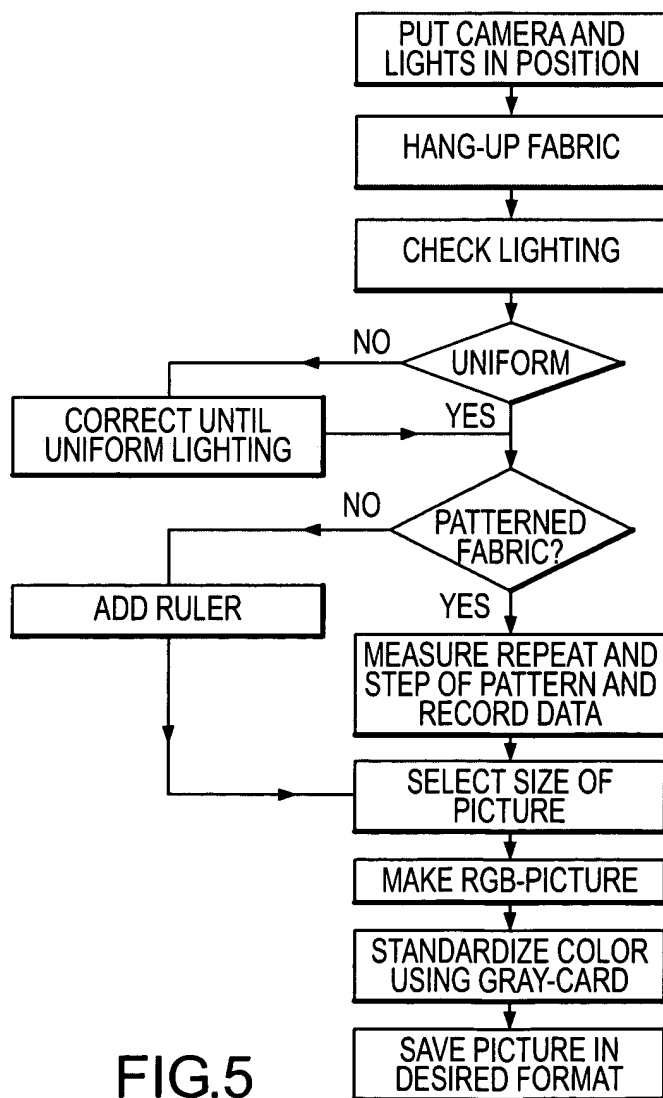 PUT CAMERA AND
LIGHTS IN POSITION
HANG-UP FABRIC
CHECK LIGHTING
NO
UNIFORM
CORRECT UNTIL
UNIFORM LIGHTING
YES
NO
PATTERNED
FABRIC?
ADD RULER
YES
MEASURE REPEAT AND
STEP OF PATTERN AND
RECORD DATA
SELECT SIZE OF
PICTURE
MAKE RGB-PICTURE
STANDARDIZE COLOR
USING GRAY-CARD
SAVE PICTURE IN
DESIRED FORMAT
FIG.5